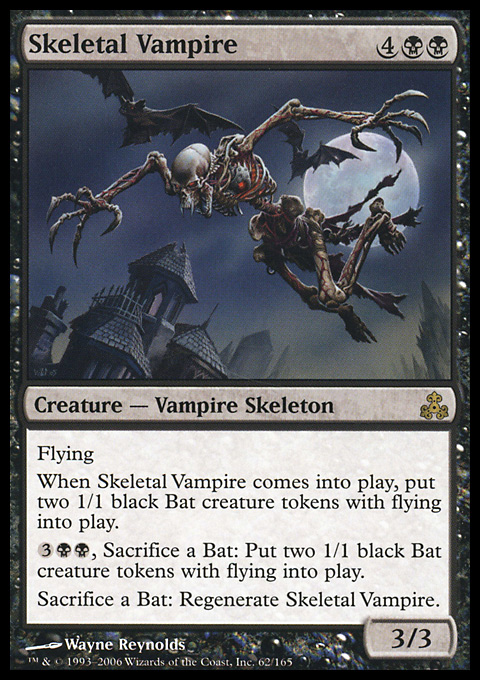 Skeletal Vampire 4
Creature — Vampire Skeleton
Flying
When Skeletal Vampire comes into play, put
two 1/1 black Bat creature tokens with flying
into play.
3, Sacrifice a Bat: Put two 1/1 black Bat
creature tokens with flying into play.
Sacrifice a Bat: Regenerate Skeletal Vampire.
Wayne Reynolds
3/3
™ & © 1993–2006 Wizards of the Coast, Inc. 62/165